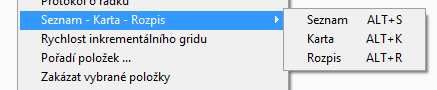 Protokol o řádku
Seznam - Karta - Rozpis
Rychlost inkrementálního gridu
Pořadí položek ...
Zakázat vybrané položky
Seznam ALT+S
Karta ALT+K
Rozpis ALT+R